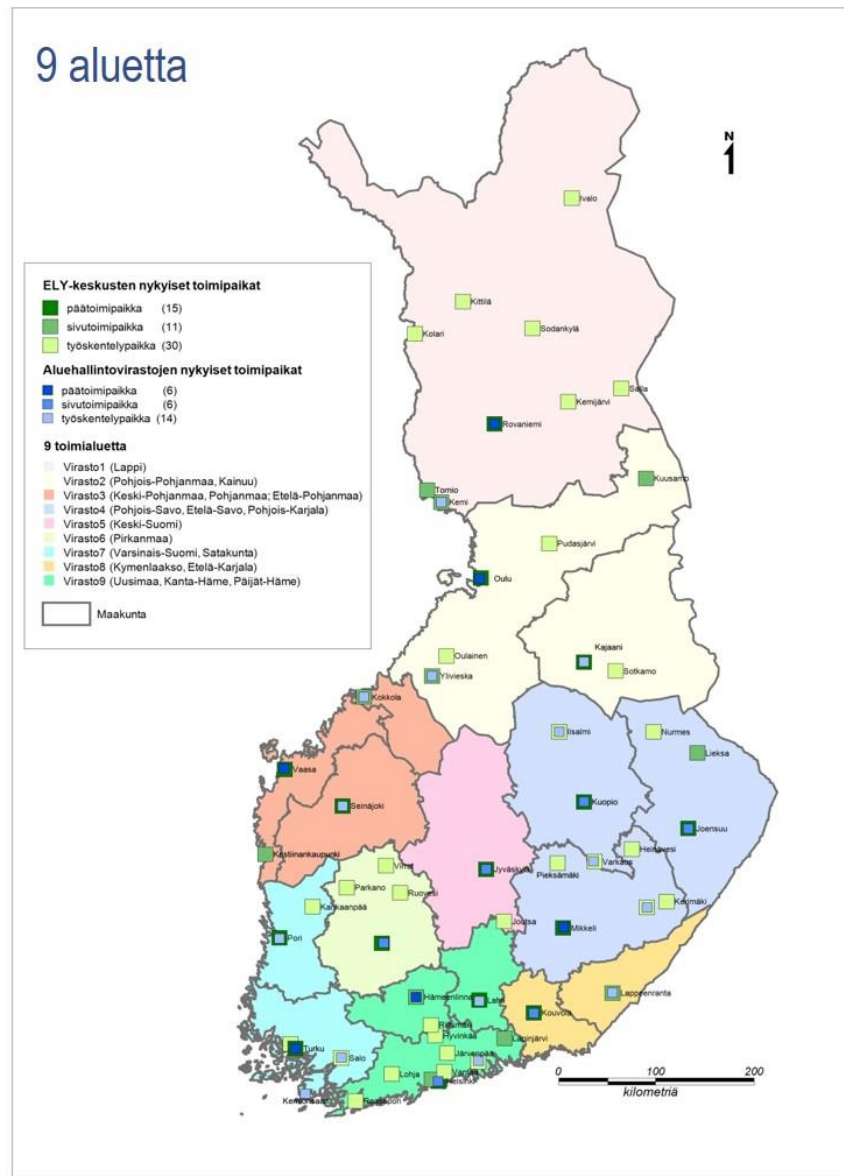 9 aluetta
N
Ivalo
Kittilä
Kolari
Sodankylä
Salla
Kemijärvi
Rovaniemi
Tornio
Kemi
Kuusamo
Pudasjärvi
Oulu
Oulainen
Ylivieska
Kajaani
Sotkamo
Kokkola
Iisalmi
Nurmes
Lieksa
Vaasa
Seinäjoki
Kuopio
Joensuu
Kristiinankaupunki
Jyväskylä
Heinävesi
Varkaus
Pieksämäki
Virrat
Parkano
Ruovesi
Kankaanpää
Kerimäki
Joutsa
Mikkeli
Pori
Hämeenlinna
Lahti
Lappeenranta
Kouvola
Riihimäki
Hyvinkää
Lapinjärvi
Turku
Salo
Järvenpää
Lohja
Vantaa
Helsinki
Raasepori
ELY-keskusten nykyiset toimipaikat
päätoimipaikka (15)
sivutoimipaikka (11)
työskentelypaikka (30)
Aluehallintovirastojen nykyiset toimipaikat
päätoimipaikka (6)
sivutoimipaikka (6)
työskentelypaikka (14)
9 toimialuetta
Virasto1 (Lappi)
Virasto2 (Pohjois-Pohjanmaa, Kainuu)
Virasto3 (Keski-Pohjanmaa, Pohjanmaa; Etelä-Pohjanmaa)
Virasto4 (Pohjois-Savo, Etelä-Savo, Pohjois-Karjala)
Virasto5 (Keski-Suomi)
Virasto6 (Pirkanmaa)
Virasto7 (Varsinais-Suomi, Satakunta)
Virasto8 (Kymenlaakso, Etelä-Karjala)
Virasto9 (Uusimaa, Kanta-Häme, Päijät-Häme)
Maakunta
0 100 200
kilometriä